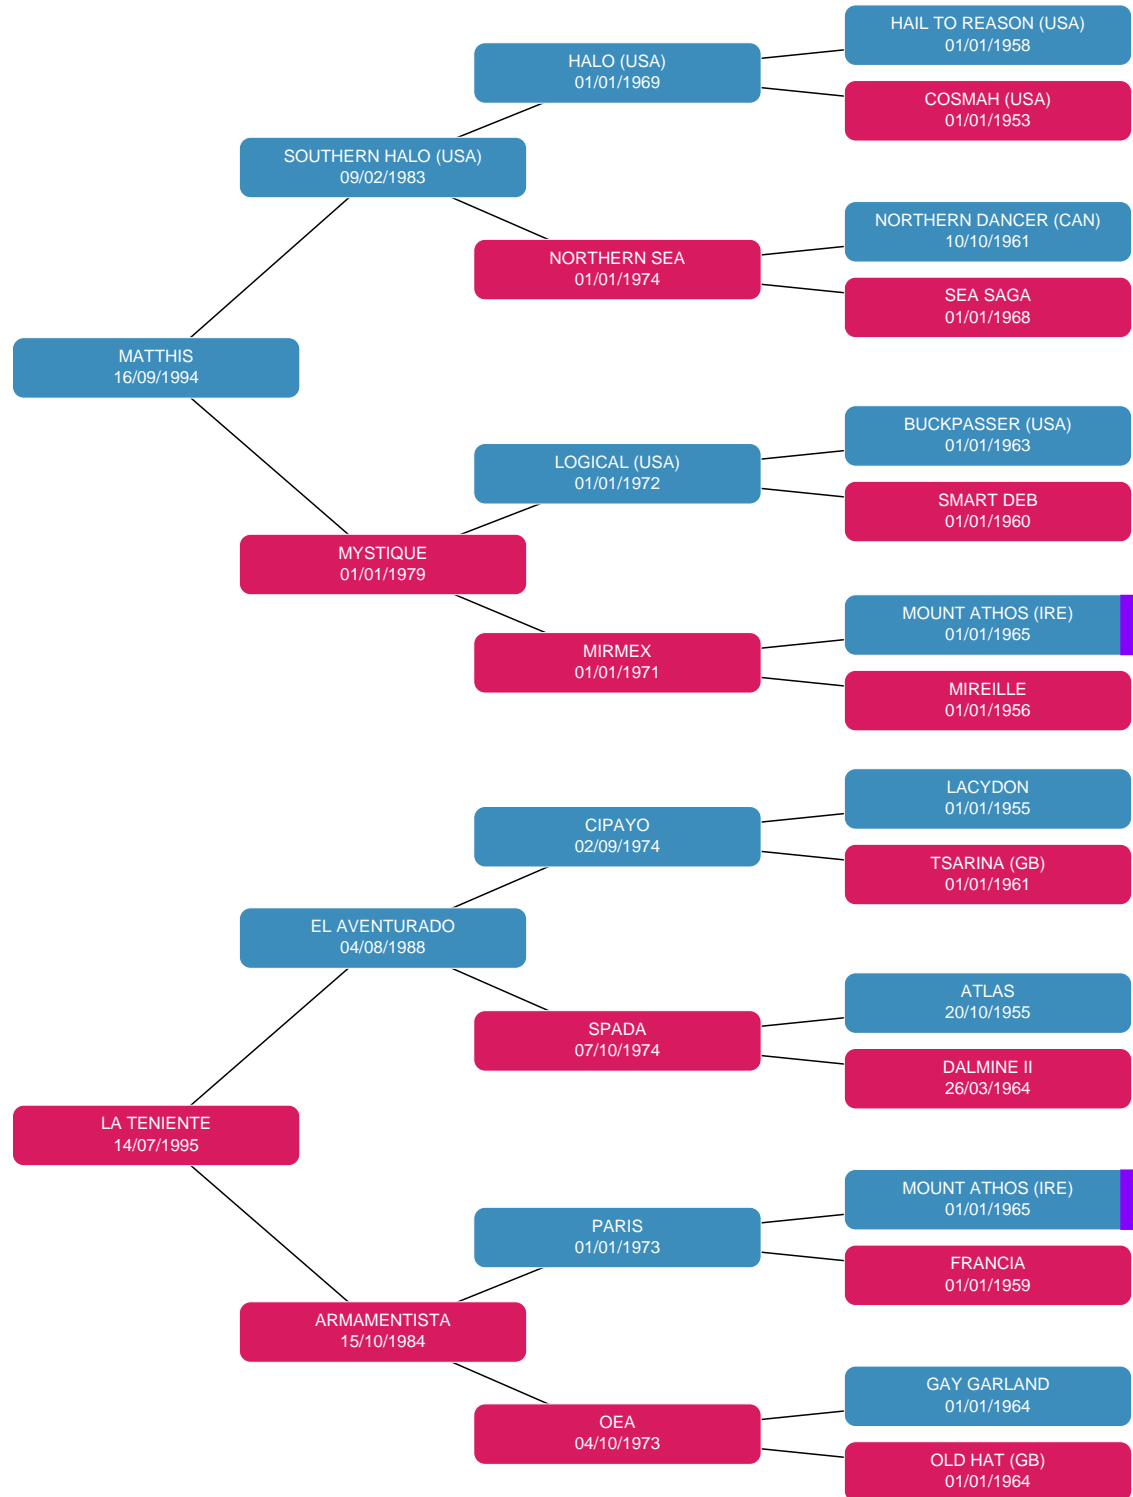 HAIL TO REASON (USA)
01/01/1958
HALO (USA)
01/01/1969
COSMAH (USA)
01/01/1953
SOUTHERN HALO (USA)
09/02/1983
NORTHERN DANCER (CAN)
10/10/1961
NORTHERN SEA
01/01/1974
SEA SAGA
01/01/1968
MATTHIS
16/09/1994
BUCKPASSER (USA)
01/01/1963
LOGICAL (USA)
01/01/1972
SMART DEB
01/01/1960
MYSTIQUE
01/01/1979
MOUNT ATHOS (IRE)
01/01/1965
MIRMEX
01/01/1971
MIREILLE
01/01/1956
LACYDON
01/01/1955
CIPAYO
02/09/1974
TSARINA (GB)
01/01/1961
EL AVENTURADO
04/08/1988
ATLAS
20/10/1955
SPADA
07/10/1974
DALMINE II
26/03/1964
LA TENIENTE
14/07/1995
MOUNT ATHOS (IRE)
01/01/1965
PARIS
01/01/1973
FRANCIA
01/01/1959
ARMAMENTISTA
15/10/1984
GAY GARLAND
01/01/1964
OEA
04/10/1973
OLD HAT (GB)
01/01/1964